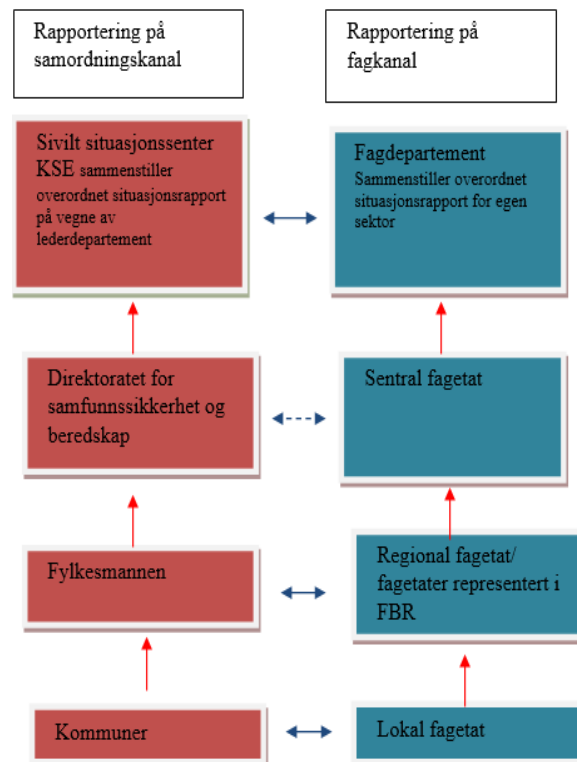 Rapportering på
samordningskanal
Rapportering på
fagkanal
Sivilt situasjonssenter
KSE sammenstiller
overordnet situasjonsrapport
på vegne av
lederdepartement
Fagdepartement
Sammenstiller overordnet
situasjonsrapport for egen
sektor
Direktoratet for
samfunnssikkerhet og
beredskap
Sentral fagetat
Fylkesmannen
Regional fagetat/
fagetater representert i
FBR
Kommuner
Lokal fagetat